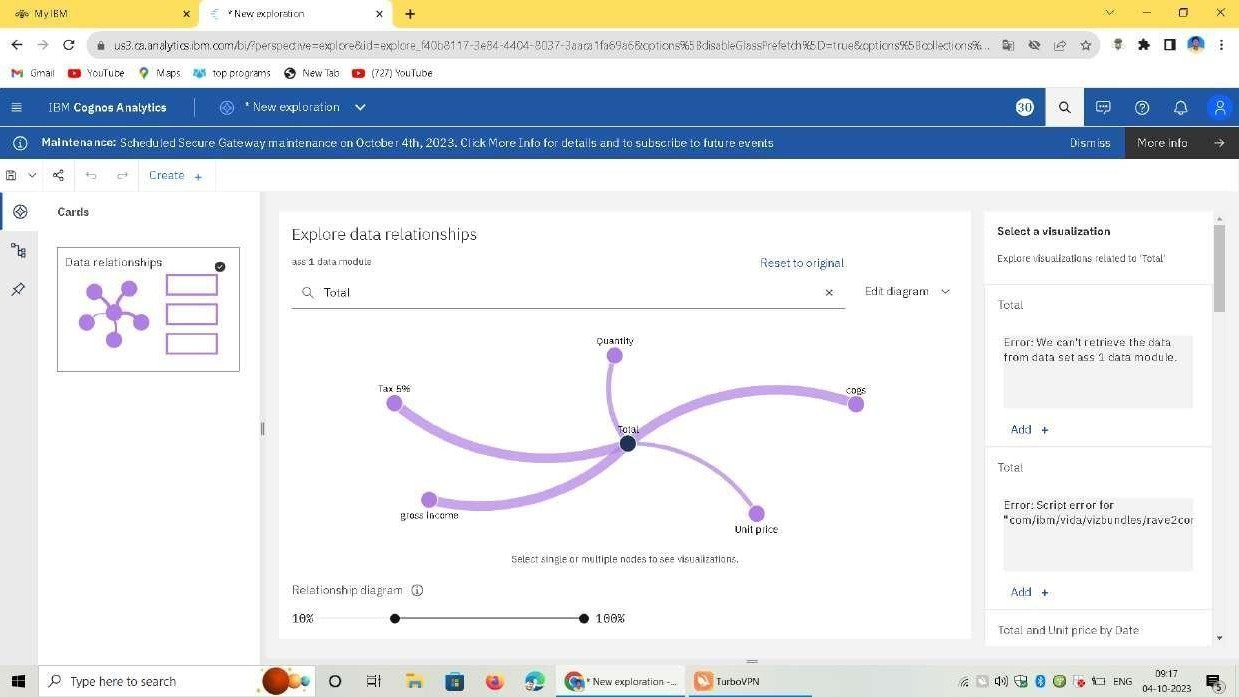 My IBM
* New exploration
us3.ca.analytics.ibm.com/bi/?perspective=explore&id=explore_f40b8117-3e84-4404-8037-3aaca1fa69a6&options%5BdisableGlassPrefetch%5D=true&options%5Bcollections%...
Gmail YouTube Maps top programs New Tab (727) YouTube
IBM Cognos Analytics * New exploration 30
Maintenance: Scheduled Secure Gateway maintenance on October 4th, 2023. Click More Info for details and to subscribe to future events Dismiss More info
Create +
Cards
Data relationships
Explore data relationships
ass 1 data module
Reset to original
Total
Edit diagram
Quantity
Tax 5%
cogs
Total
gross income
Unit price
Select single or multiple nodes to see visualizations.
Relationship diagram
10% 100%
Select a visualization
Explore visualizations related to 'Total'
Total
Error: We can't retrieve the data
from data set ass 1 data module.
Add +
Total
Error: Script error for
"com/ibm/vida/vizbundles/rave2cor
Add +
Total and Unit price by Date
Type here to search
* New exploration -...
TurboVPN
ENG
09:17
04-10-2023
5